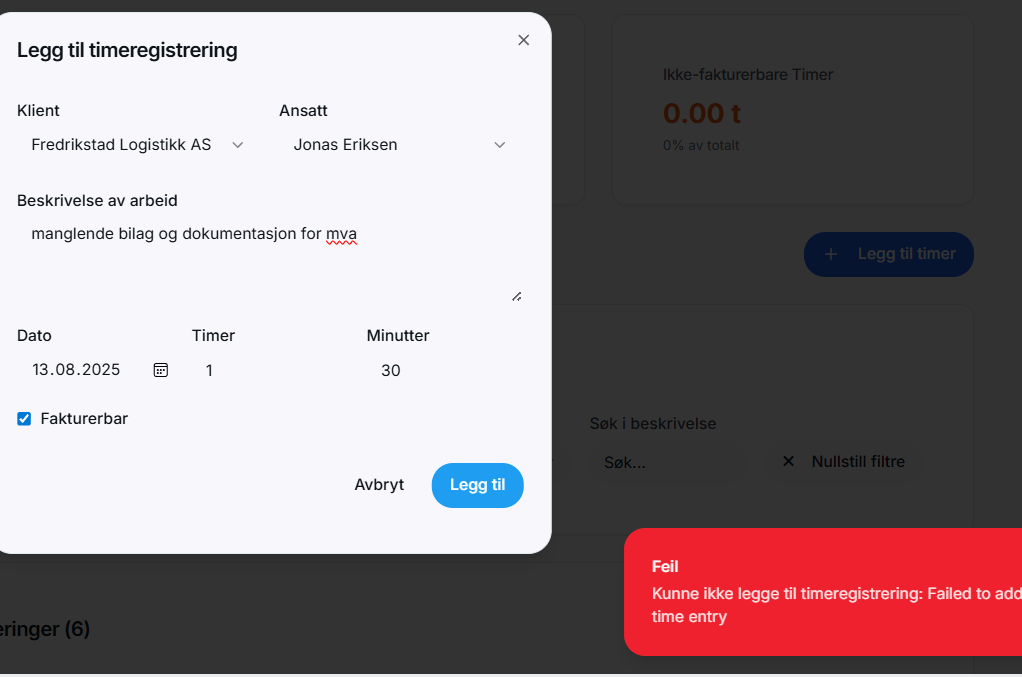 Legg til timeregistrering
Klient
Ansatt
Fredrikstad Logistikk AS
Jonas Eriksen
Beskrivelse av arbeid
manglende bilag og dokumentasjon for mva
Dato
Timer
Minutter
13.08.2025
1
30
Fakturerbar
Avbryt
Legg til
Ikke-fakturerbare Timer
0.00 t
0% av totalt
+ Legg til timer
Søk i beskrivelse
Søk...
Nullstill filtre
Feil
Kunne ikke legge til timeregistrering: Failed to add
time entry
eringer (6)